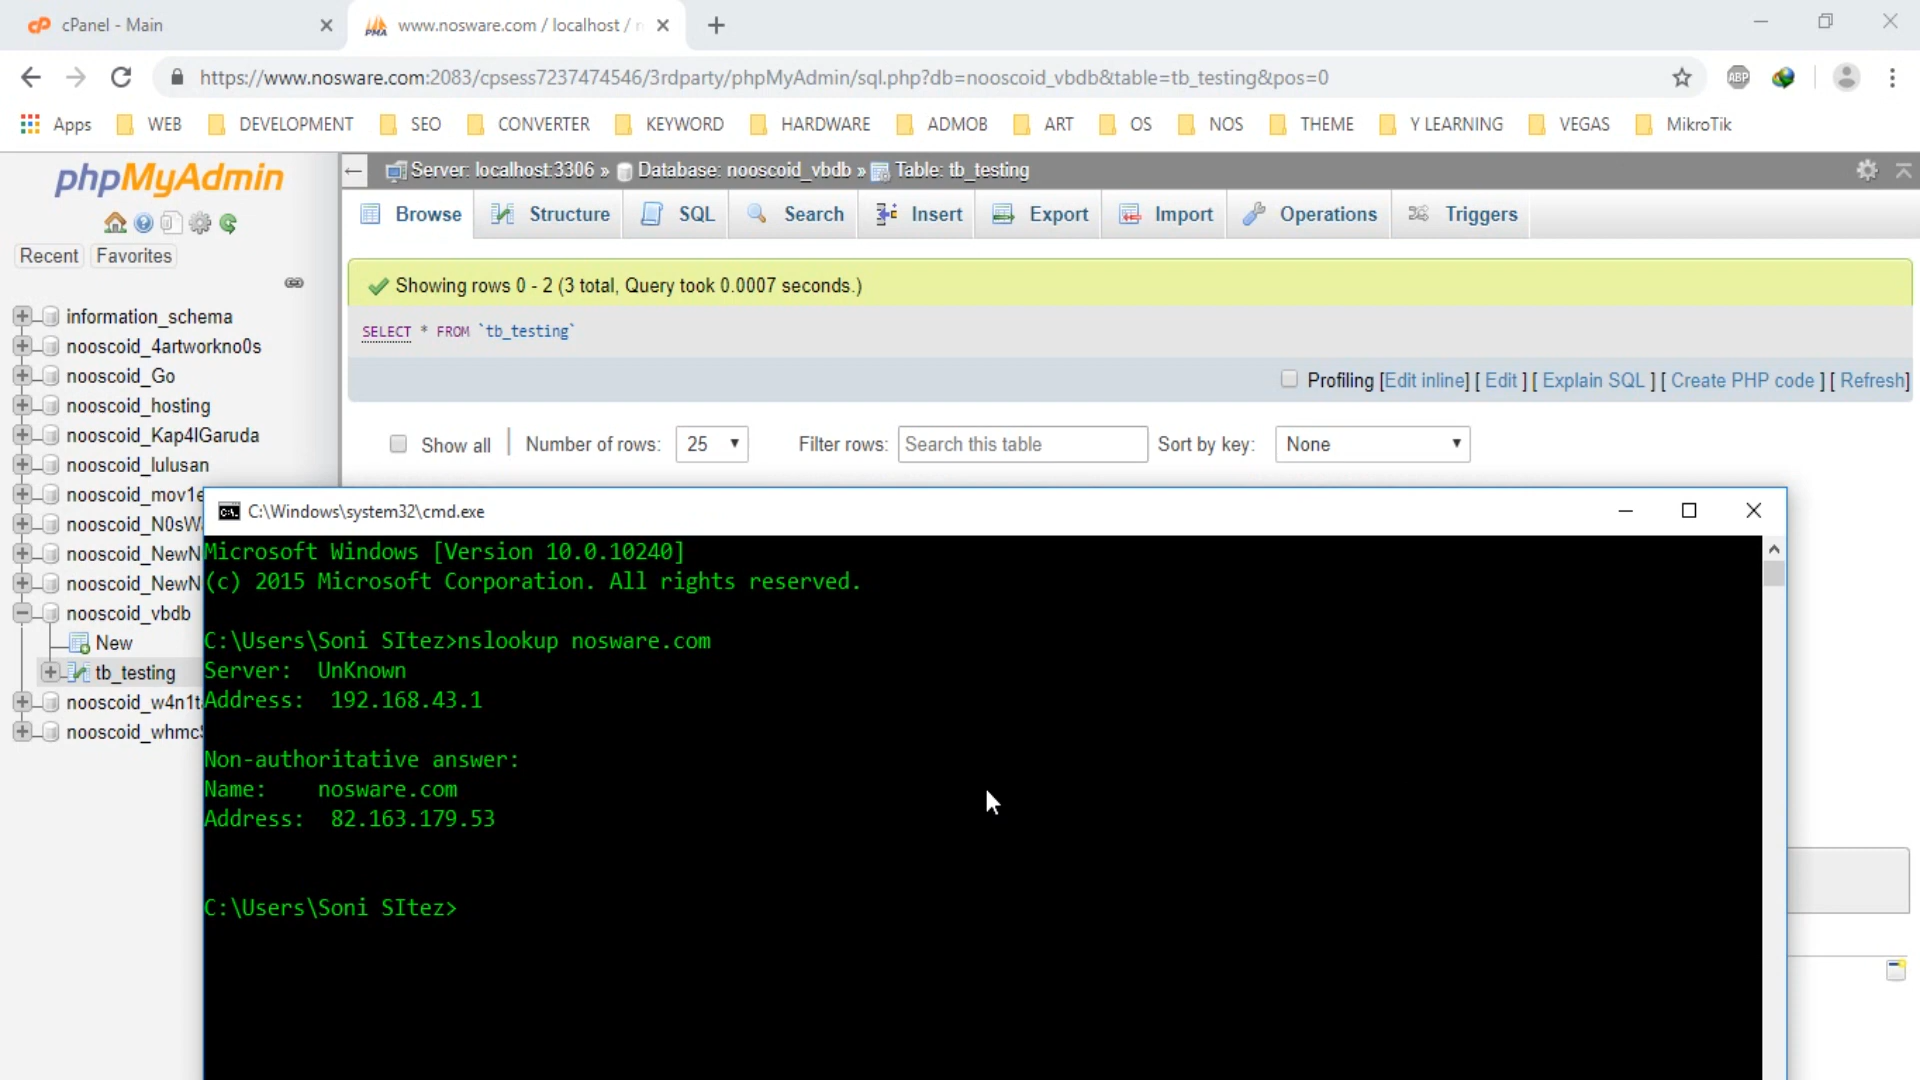 cPanel - Main
www.nosware.com / localhost /
https://www.nosware.com:2083/cpsess7237474546/3rdparty/phpMyAdmin/sql.php?db=nooscoid_vbdb&table=tb_testing&pos=0
ABP
Apps WEB DEVELOPMENT SEO CONVERTER KEYWORD HARDWARE ADMOB ART OS NOS THEME Y LEARNING VEGAS MikroTik
phpMyAdmin
Recent Favorites
information_schema
nooscoid_4artworkno0s
nooscoid_Go
nooscoid_hosting
nooscoid_Kap4lGaruda
nooscoid_lulusan
nooscoid_mov1e
nooscoid_N0sW
nooscoid_NewN
nooscoid_NewN
nooscoid_vbdb
New
tb_testing
nooscoid_w4n1t
nooscoid_whmc
Server: localhost:3306 » Database: nooscoid_vbdb » Table: tb_testing
Browse Structure SQL Search Insert Export Import Operations Triggers
Showing rows 0 - 2 (3 total, Query took 0.0007 seconds.)
SELECT * FROM `tb_testing`
Profiling [Edit inline] [ Edit ] [ Explain SQL ] [ Create PHP code ] [ Refresh]
Show all Number of rows: 25 Filter rows: Search this table Sort by key: None
C:\Windows\system32\cmd.exe
Microsoft Windows [Version 10.0.10240]
(c) 2015 Microsoft Corporation. All rights reserved.
C:\Users\Soni SItez>nslookup nosware.com
Server: UnKnown
Address: 192.168.43.1
Non-authoritative answer:
Name: nosware.com
Address: 82.163.179.53
C:\Users\Soni SItez>